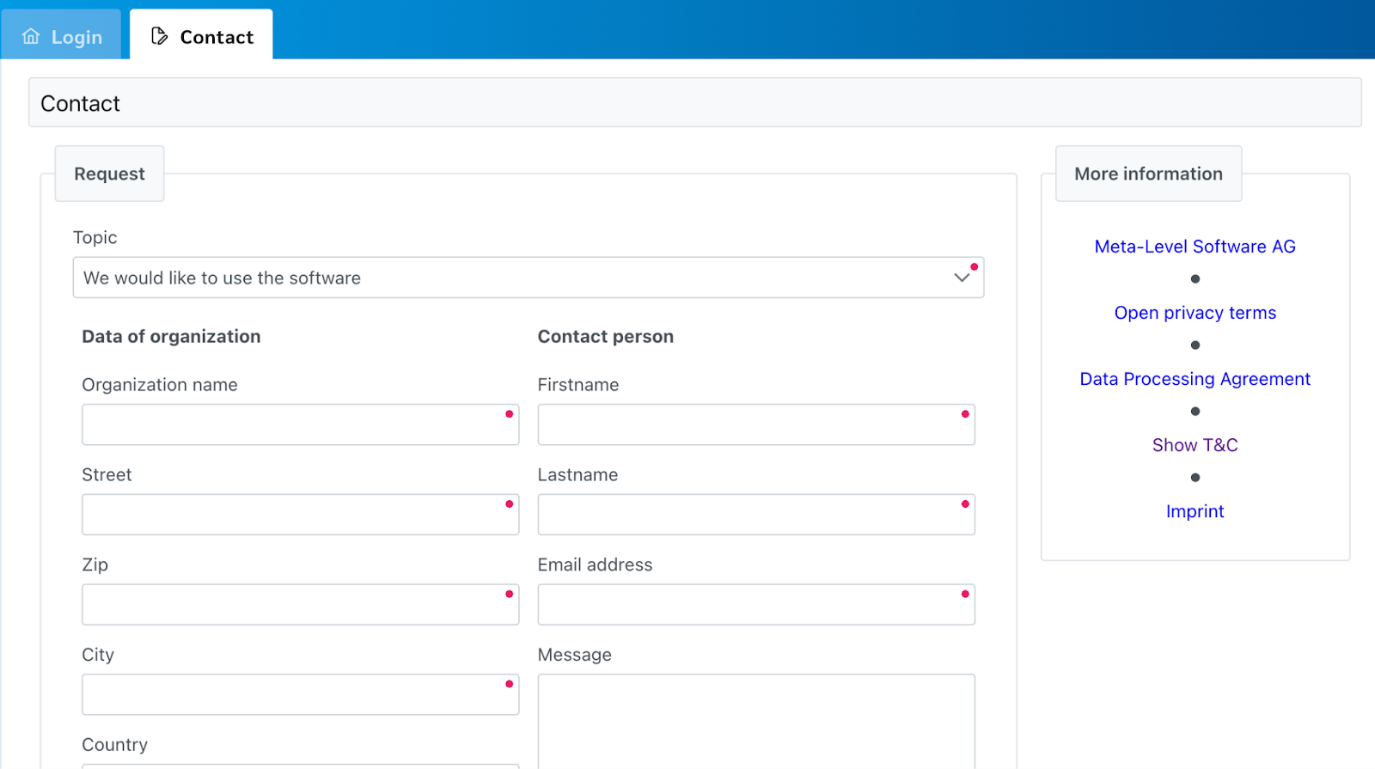 Login
Contact
Contact
Request
Topic
We would like to use the software
Data of organization
Organization name
Street
Zip
City
Country
Contact person
Firstname
Lastname
Email address
Message
More information
Meta-Level Software AG
Open privacy terms
Data Processing Agreement
Show T&C
Imprint